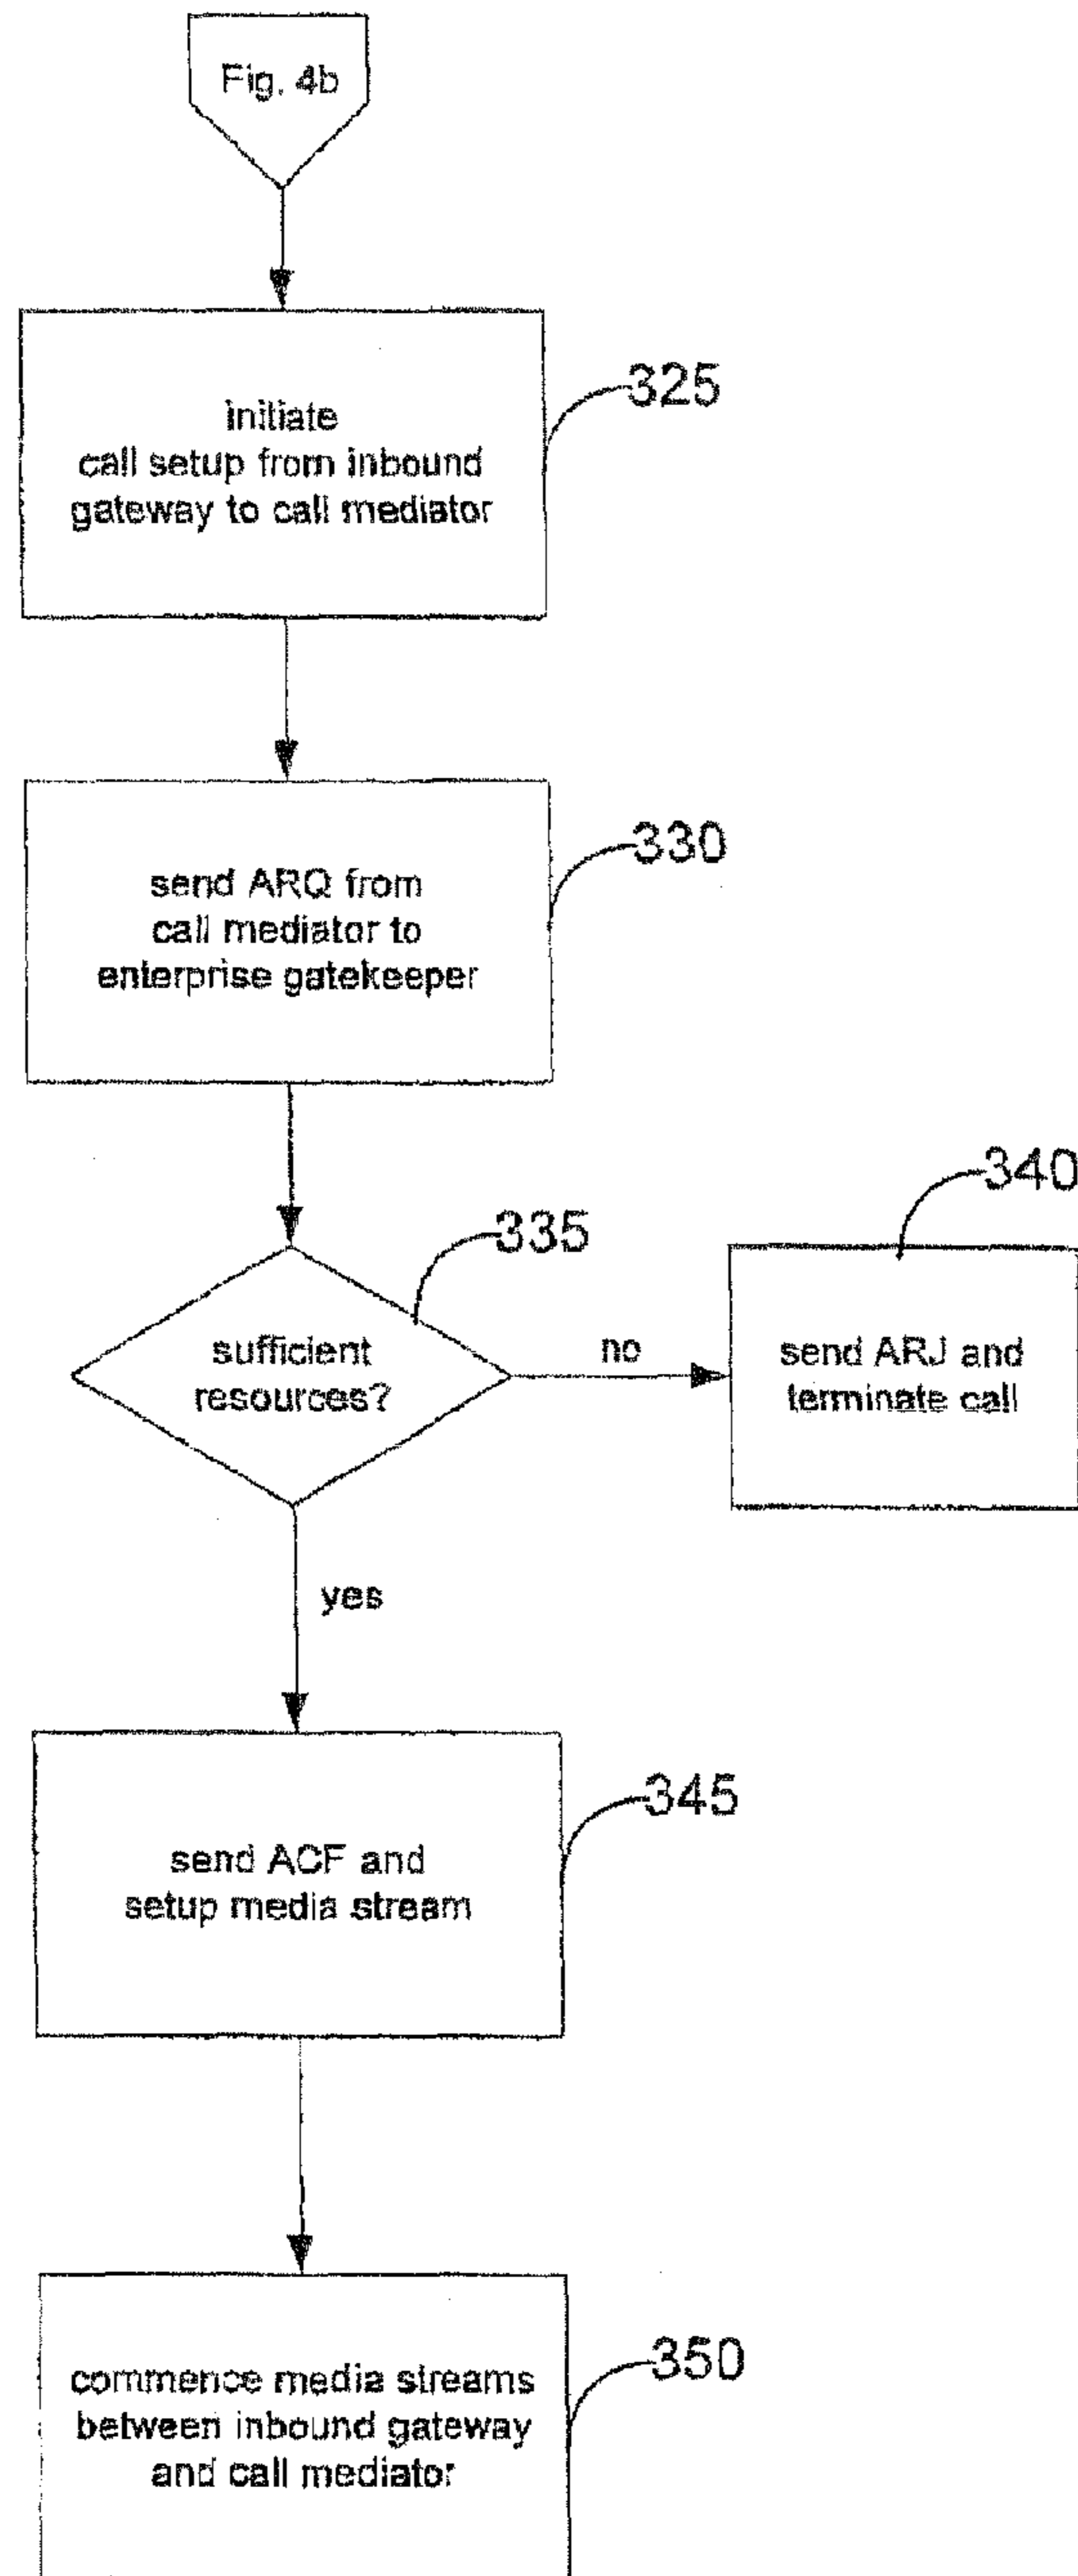 Fig. 4b
initiate
call setup from inbound
gateway to call mediator
325
send ARQ from
call mediator to
enterprise gatekeeper
330
sufficient
resources?
335
no
send ARJ and
terminate call
340
yes
send ACF and
setup media stream
345
commence media streams
between inbound gateway
and call mediator
350